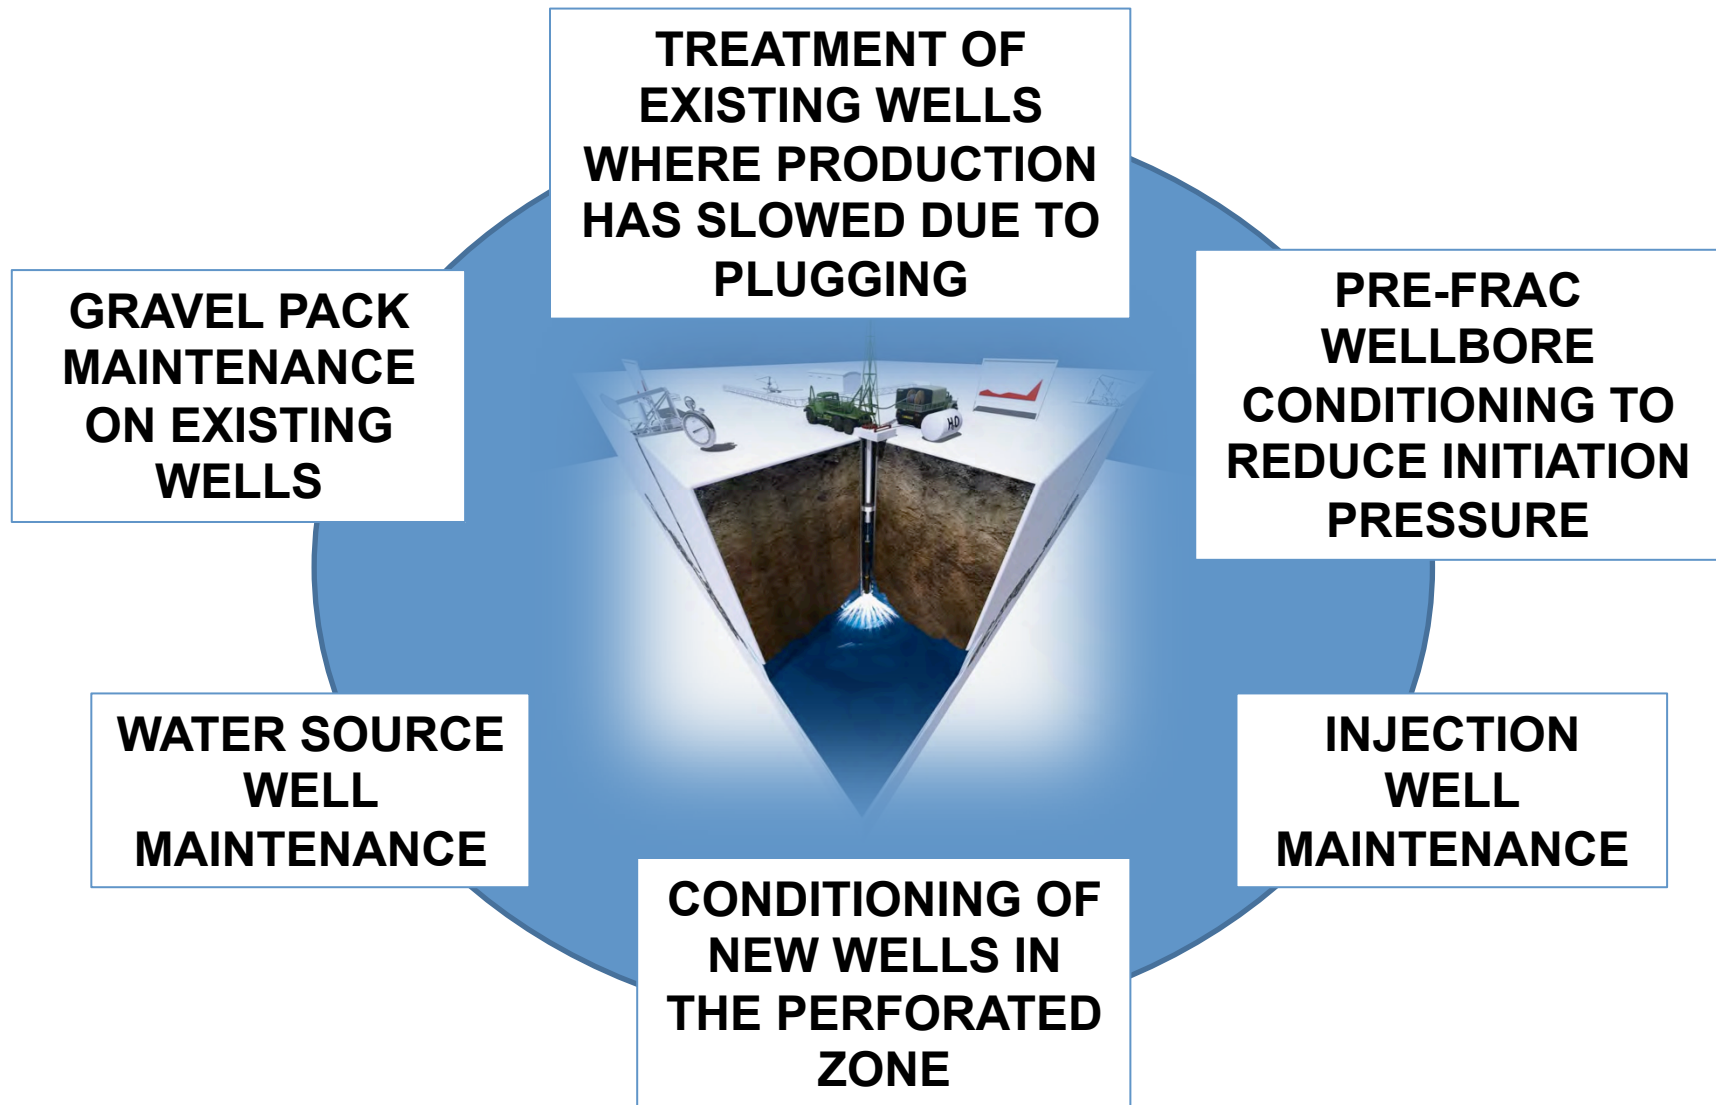 TREATMENT OF
EXISTING WELLS
WHERE PRODUCTION
HAS SLOWED DUE TO
PLUGGING
GRAVEL PACK
MAINTENANCE
ON EXISTING
WELLS
PRE-FRAC
WELLBORE
CONDITIONING TO
REDUCE INITIATION
PRESSURE
WATER SOURCE
WELL
MAINTENANCE
INJECTION
WELL
MAINTENANCE
CONDITIONING OF
NEW WELLS IN
THE PERFORATED
ZONE